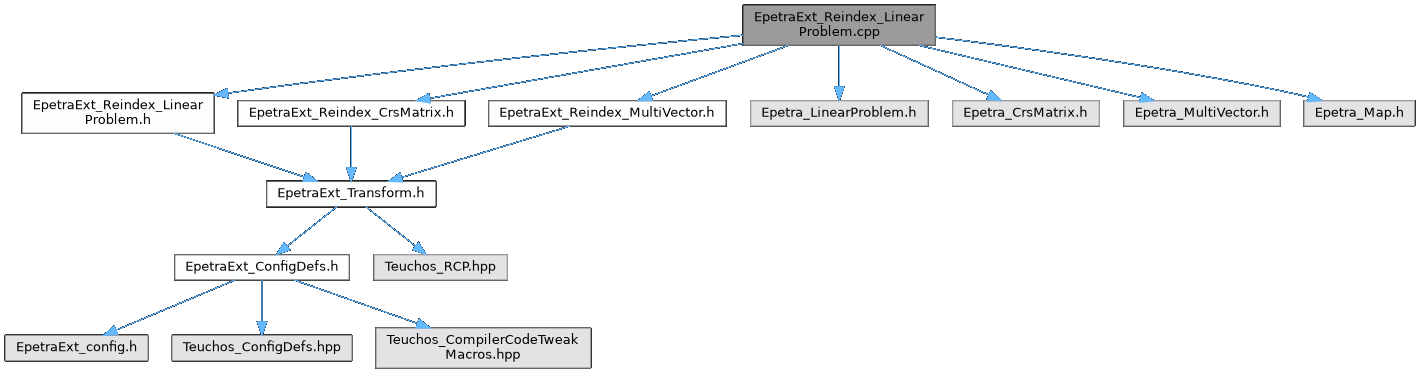 EpetraExt_Reindex_Linear
Problem.cpp
EpetraExt_Reindex_Linear
Problem.h
EpetraExt_Reindex_CrsMatrix.h
EpetraExt_Reindex_MultiVector.h
Epetra_LinearProblem.h
Epetra_CrsMatrix.h
Epetra_MultiVector.h
Epetra_Map.h
EpetraExt_Transform.h
EpetraExt_ConfigDefs.h
Teuchos_RCP.hpp
EpetraExt_config.h
Teuchos_ConfigDefs.hpp
Teuchos_CompilerCodeTweak
Macros.hpp